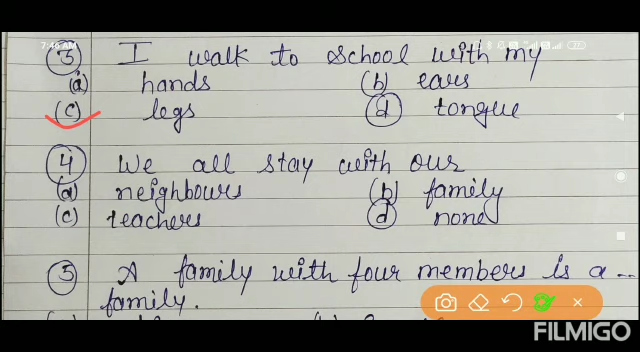 7:46 AM
(3) I walk to school with my
(a) hands (b) ears
(c) legs (d) tongue
(4) We all stay with our
(a) neighbours (b) family
(c) teachers (d) none
(5) A family with four members is a ...
family.
FILMIGO